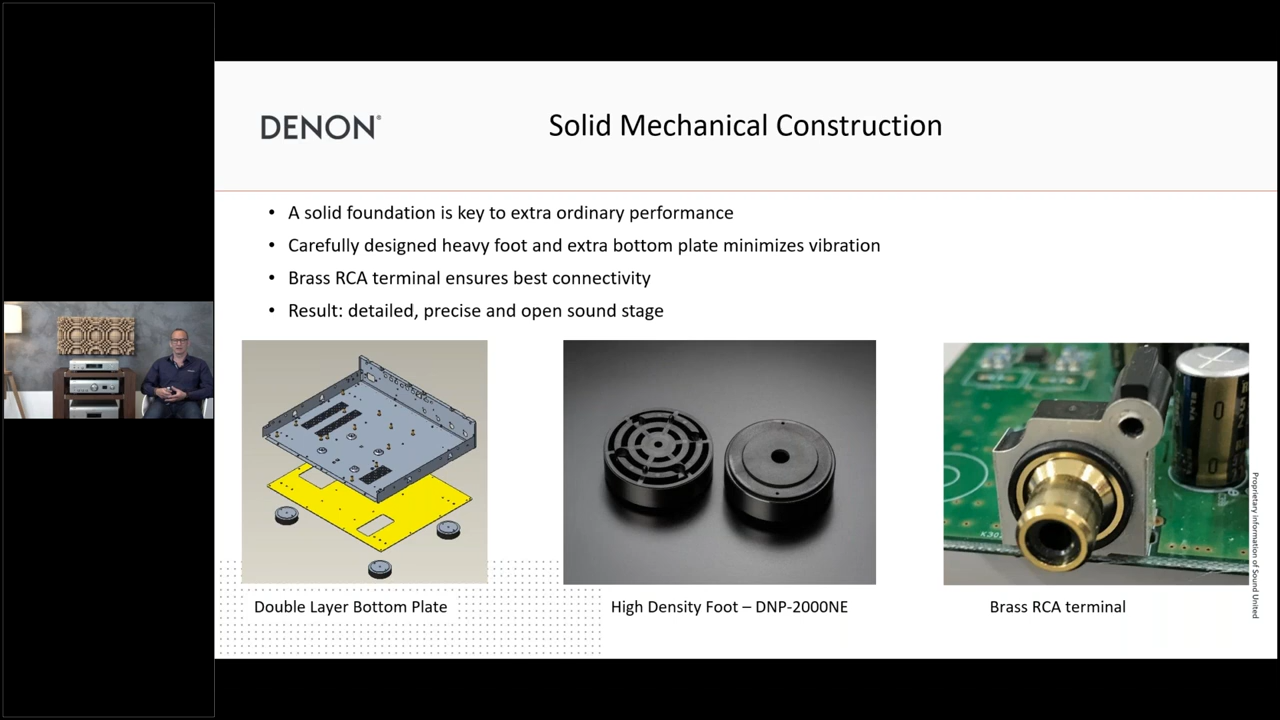 DENON®
Solid Mechanical Construction
• A solid foundation is key to extra ordinary performance
• Carefully designed heavy foot and extra bottom plate minimizes vibration
• Brass RCA terminal ensures best connectivity
• Result: detailed, precise and open sound stage
Double Layer Bottom Plate
High Density Foot – DNP-2000NE
Brass RCA terminal
Proprietary information of Sound United